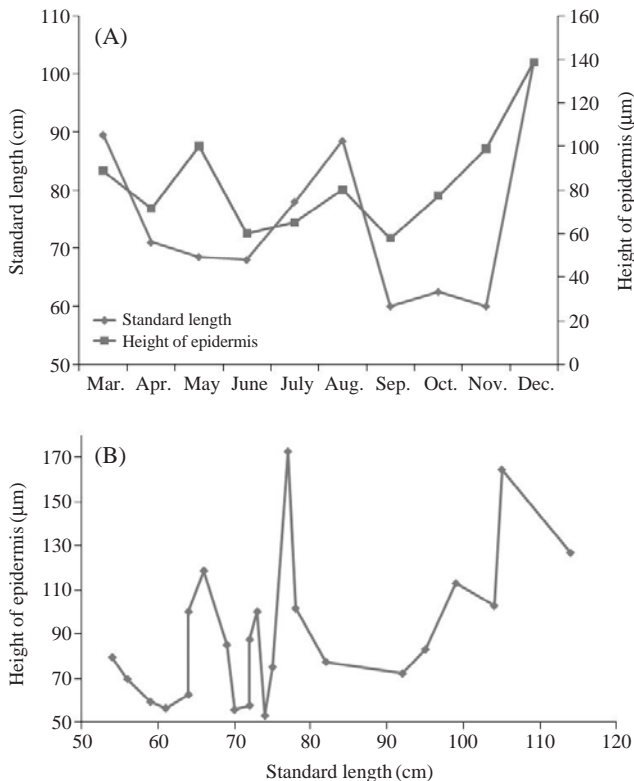 (A)
Standard length (cm)
110
100
90
80
70
60
50
Height of epidermis (μm)
160
140
120
100
80
60
40
20
0
Standard length
Height of epidermis
Mar. Apr. May June July Aug. Sep. Oct. Nov. Dec.
(B)
Height of epidermis (μm)
170
150
130
110
90
70
50
50 60 70 80 90 100 110 120
Standard length (cm)